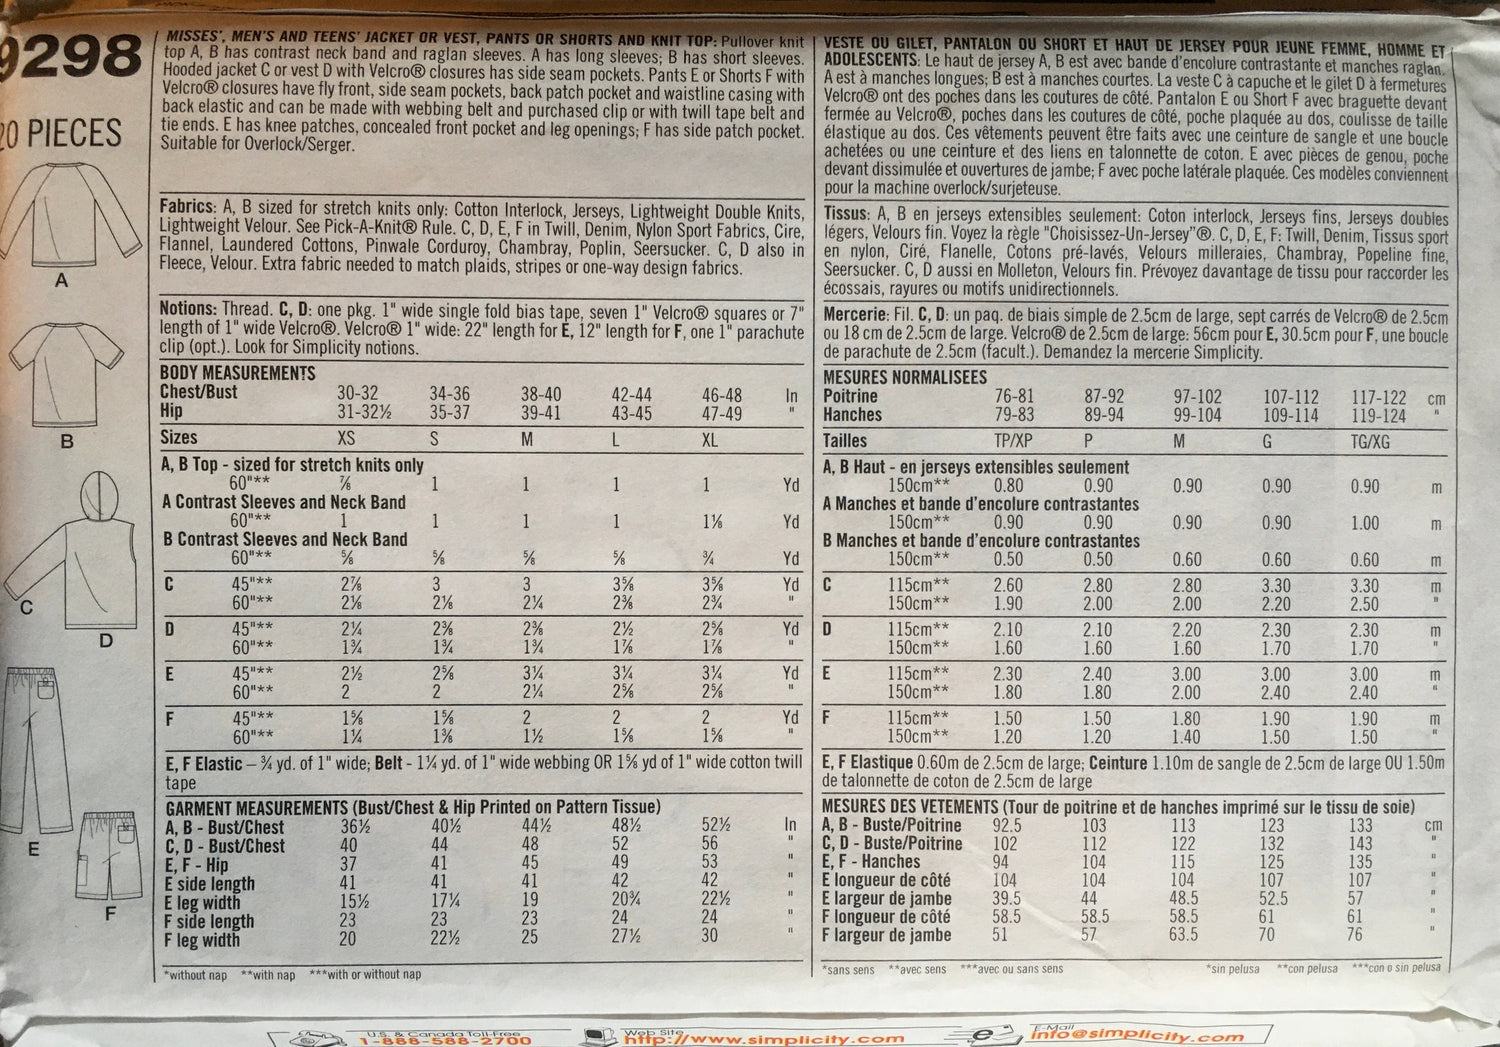 9298
20 PIECES
A
B
C
D
E
F
MISSES', MEN'S AND TEENS' JACKET OR VEST, PANTS OR SHORTS AND KNIT TOP: Pullover knit
top A, B has contrast neck band and raglan sleeves. A has long sleeves; B has short sleeves.
Hooded jacket C or vest D with Velcro® closures has side seam pockets. Pants E or Shorts F with
Velcro® closures have fly front, side seam pockets, back patch pocket and waistline casing with
back elastic and can be made with webbing belt and purchased clip or with twill tape belt and
tie ends. E has knee patches, concealed front pocket and leg openings; F has side patch pocket.
Suitable for Overlock/Serger.
Fabrics: A, B sized for stretch knits only: Cotton Interlock, Jerseys, Lightweight Double Knits,
Lightweight Velour. See Pick-A-Knit® Rule. C, D, E, F in Twill, Denim, Nylon Sport Fabrics, Cire,
Flannel, Laundered Cottons, Pinwale Corduroy, Chambray, Poplin, Seersucker. C, D also in
Fleece, Velour. Extra fabric needed to match plaids, stripes or one-way design fabrics.
Notions: Thread. C, D: one pkg. 1" wide single fold bias tape, seven 1" Velcro® squares or 7"
length of 1" wide Velcro®. Velcro® 1" wide: 22" length for E, 12" length for F, one 1" parachute
clip (opt.). Look for Simplicity notions.
BODY MEASUREMENTS
Chest/Bust 30-32 34-36 38-40 42-44 46-48 In
Hip 31-32½ 35-37 39-41 43-45 47-49 "
Sizes XS S M L XL
A, B Top - sized for stretch knits only
60"** ⅞ 1 1 1 1 Yd
A Contrast Sleeves and Neck Band
60"** 1 1 1 1 1⅛ Yd
B Contrast Sleeves and Neck Band
60"** ⅝ ⅝ ⅝ ⅝ ¾ Yd
C 45"** 2⅞ 3 3 3⅝ 3⅝ Yd
60"** 2⅛ 2⅛ 2¼ 2⅜ 2¾ "
D 45"** 2¼ 2⅜ 2⅜ 2½ 2⅝ Yd
60"** 1¾ 1¾ 1¾ 1⅞ 1⅞ "
E 45"** 2½ 2⅝ 3¼ 3¼ 3¼ Yd
60"** 2 2 2¼ 2⅝ 2⅝ "
F 45"** 1⅝ 1⅝ 2 2 2 Yd
60"** 1¼ 1⅜ 1½ 1⅝ 1⅝ "
E, F Elastic – ¾ yd. of 1" wide; Belt - 1¼ yd. of 1" wide webbing OR 1⅝ yd of 1" wide cotton twill
tape
GARMENT MEASUREMENTS (Bust/Chest & Hip Printed on Pattern Tissue)
A, B - Bust/Chest 36½ 40½ 44½ 48½ 52½ In
C, D - Bust/Chest 40 44 48 52 56 "
E, F - Hip 37 41 45 49 53 "
E side length 41 41 41 42 42 "
E leg width 15½ 17¼ 19 20¾ 22½ "
F side length 23 23 23 24 24 "
F leg width 20 22½ 25 27½ 30 "
*without nap **with nap ***with or without nap
VESTE OU GILET, PANTALON OU SHORT ET HAUT DE JERSEY POUR JEUNE FEMME, HOMME ET
ADOLESCENTS: Le haut de jersey A, B est avec bande d'encolure contrastante et manches raglan.
A est à manches longues; B est à manches courtes. La veste C à capuche et le gilet D à fermetures
Velcro® ont des poches dans les coutures de côté. Pantalon E ou Short F avec braguette devant
fermée au Velcro®, poches dans les coutures de côté, poche plaquée au dos, coulisse de taille
élastique au dos. Ces vêtements peuvent être faits avec une ceinture de sangle et une boucle
achetées ou une ceinture et des liens en talonnette de coton. E avec pièces de genou, poche
devant dissimulée et ouvertures de jambe; F avec poche latérale plaquée. Ces modèles conviennent
pour la machine overlock/surjeteuse.
Tissus: A, B en jerseys extensibles seulement: Coton interlock, Jerseys fins, Jerseys doubles
légers, Velours fin. Voyez la règle "Choisissez-Un-Jersey"®. C, D, E, F: Twill, Denim, Tissus sport
en nylon, Ciré, Flanelle, Cotons pré-lavés, Velours milleraies, Chambray, Popeline fine,
Seersucker. C, D aussi en Molleton, Velours fin. Prévoyez davantage de tissu pour raccorder les
écossais, rayures ou motifs unidirectionnels.
Mercerie: Fil. C, D: un paq. de biais simple de 2.5cm de large, sept carrés de Velcro® de 2.5cm
ou 18 cm de 2.5cm de large. Velcro® de 2.5cm de large: 56cm pour E, 30.5cm pour F, une boucle
de parachute de 2.5cm (facult.). Demandez la mercerie Simplicity.
MESURES NORMALISEES
Poitrine 76-81 87-92 97-102 107-112 117-122 cm
Hanches 79-83 89-94 99-104 109-114 119-124 "
Tailles TP/XP P M G TG/XG
A, B Haut - en jerseys extensibles seulement
150cm** 0.80 0.90 0.90 0.90 0.90 m
A Manches et bande d'encolure contrastantes
150cm** 0.90 0.90 0.90 0.90 1.00 m
B Manches et bande d'encolure contrastantes
150cm** 0.50 0.50 0.60 0.60 0.60 m
C 115cm** 2.60 2.80 2.80 3.30 3.30 m
150cm** 1.90 2.00 2.00 2.20 2.50 "
D 115cm** 2.10 2.10 2.20 2.30 2.30 m
150cm** 1.60 1.60 1.60 1.70 1.70 "
E 115cm** 2.30 2.40 3.00 3.00 3.00 m
150cm** 1.80 1.80 2.00 2.40 2.40 "
F 115cm** 1.50 1.50 1.80 1.90 1.90 m
150cm** 1.20 1.20 1.40 1.50 1.50 "
E, F Elastique 0.60m de 2.5cm de large; Ceinture 1.10m de sangle de 2.5cm de large OU 1.50m
de talonnette de coton de 2.5cm de large
MESURES DES VETEMENTS (Tour de poitrine et de hanches imprimé sur le tissu de soie)
A, B - Buste/Poitrine 92.5 103 113 123 133 cm
C, D - Buste/Poitrine 102 112 122 132 143 "
E, F - Hanches 94 104 115 125 135 "
E longueur de côté 104 104 104 107 107 "
E largeur de jambe 39.5 44 48.5 52.5 57 "
F longueur de côté 58.5 58.5 58.5 61 61 "
F largeur de jambe 51 57 63.5 70 76 "
*sans sens **avec sens ***avec ou sans sens
*sin pelusa **con pelusa ***con o sin pelusa
U.S. & Canada Toll-Free
1-888-588-2700
Web Site
http://www.simplicity.com
e
E-Mail
info@simplicity.com